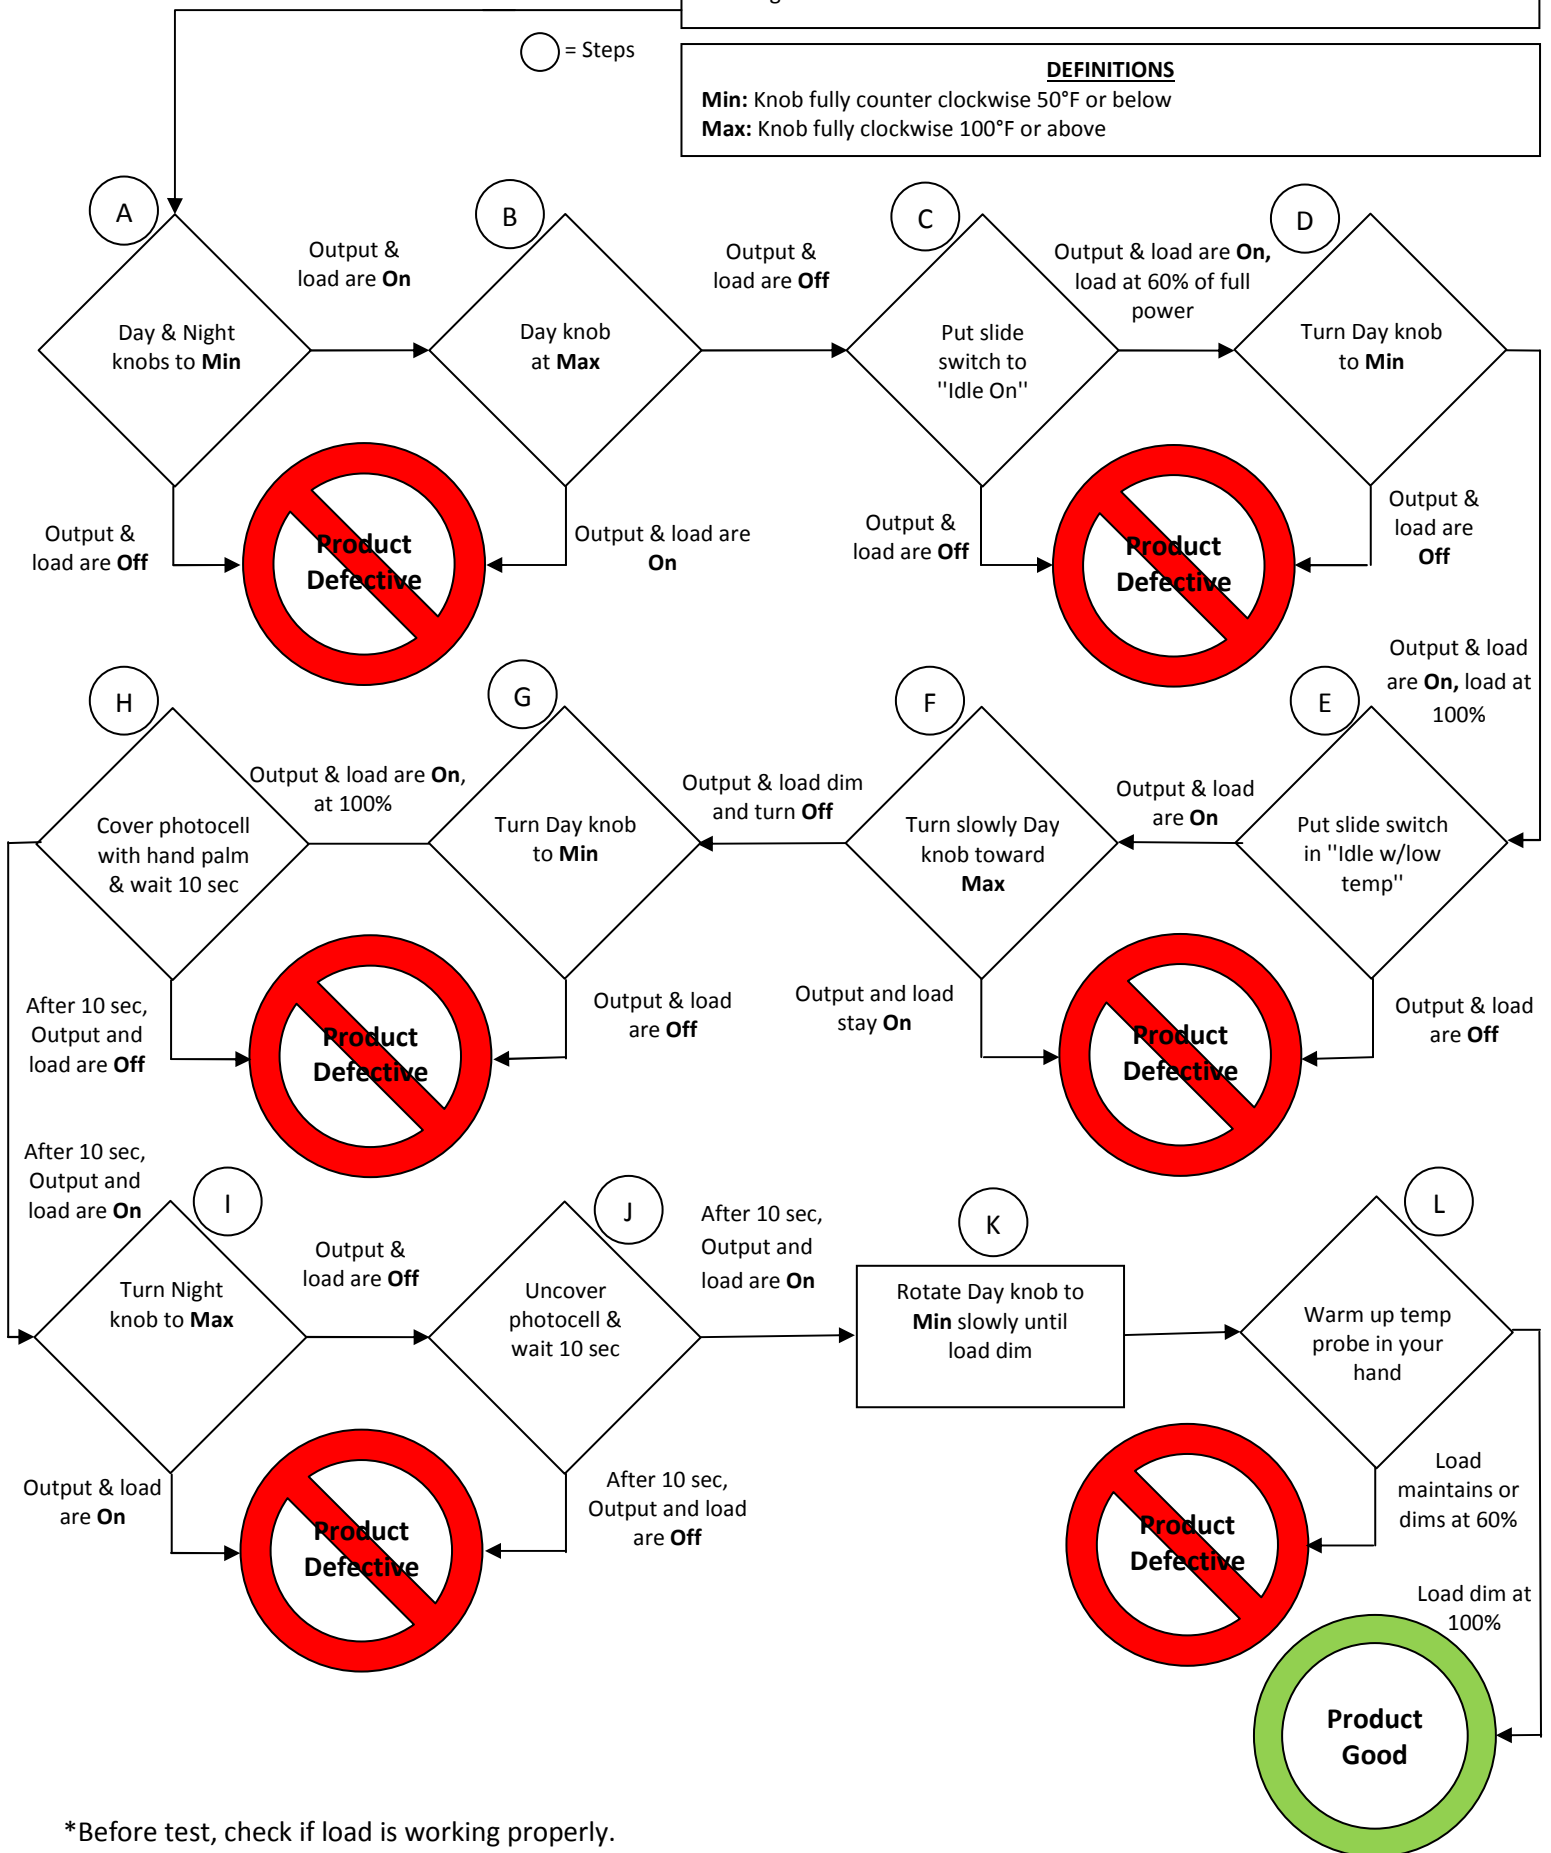 = Steps
DEFINITIONS
Min: Knob fully counter clockwise 50°F or below
Max: Knob fully clockwise 100°F or above
A
B
C
D
Output &
load are On
Output &
load are Off
Output & load are On,
load at 60% of full
power
Day & Night
knobs to Min
Day knob
at Max
Put slide
switch to
"Idle On"
Turn Day knob
to Min
Output &
load are Off
Product
Defective
Output & load are
On
Output &
load are Off
Product
Defective
Output &
load are
Off
Output & load
are On, load at
100%
H
G
F
E
Output & load are On,
at 100%
Output & load dim
and turn Off
Output & load
are On
Cover photocell
with hand palm
& wait 10 sec
Turn Day knob
to Min
Turn slowly Day
knob toward
Max
Put slide switch
in "Idle w/low
temp"
After 10 sec,
Output and
load are Off
Product
Defective
Output & load
are Off
Output and load
stay On
Product
Defective
Output & load
are Off
After 10 sec,
Output and
load are On
I
J
K
L
Output &
load are Off
After 10 sec,
Output and
load are On
Turn Night
knob to Max
Uncover
photocell &
wait 10 sec
Rotate Day knob to
Min slowly until
load dim
Warm up temp
probe in your
hand
Output & load
are On
Product
Defective
After 10 sec,
Output and load
are Off
Product
Defective
Load
maintains or
dims at 60%
Load dim at
100%
Product
Good
*Before test, check if load is working properly.